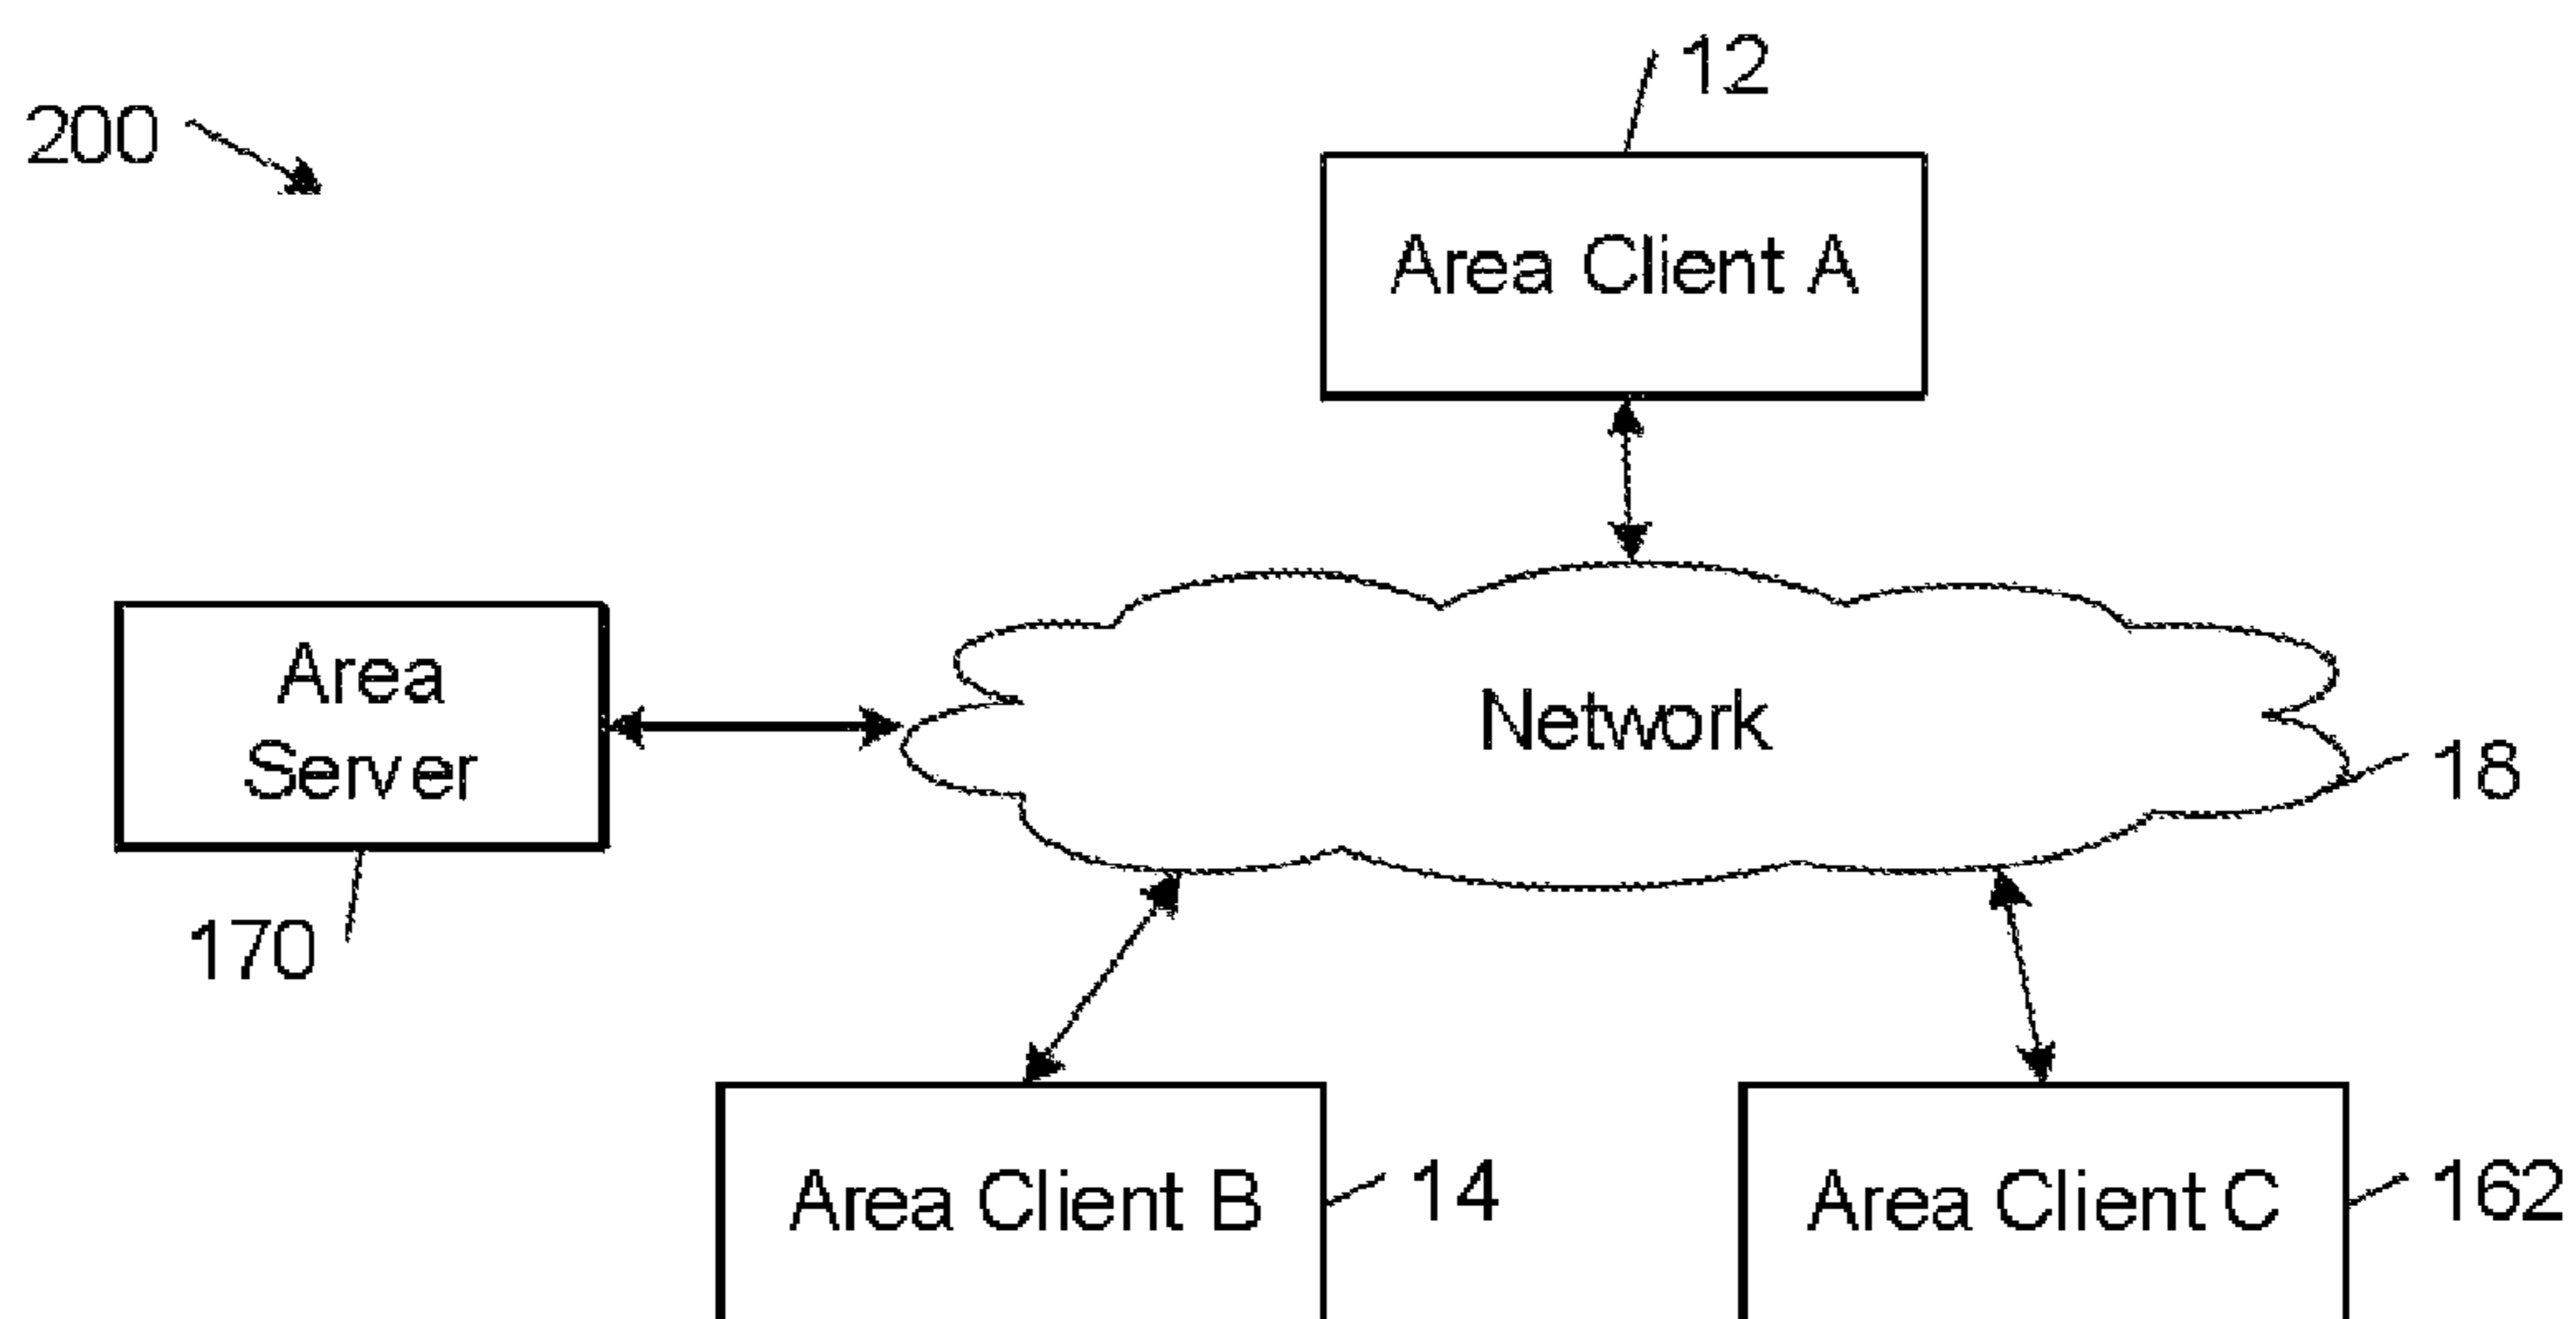 12
200
Area Client A
Area
Server
Network
18
170
Area Client B
14
Area Client C
162